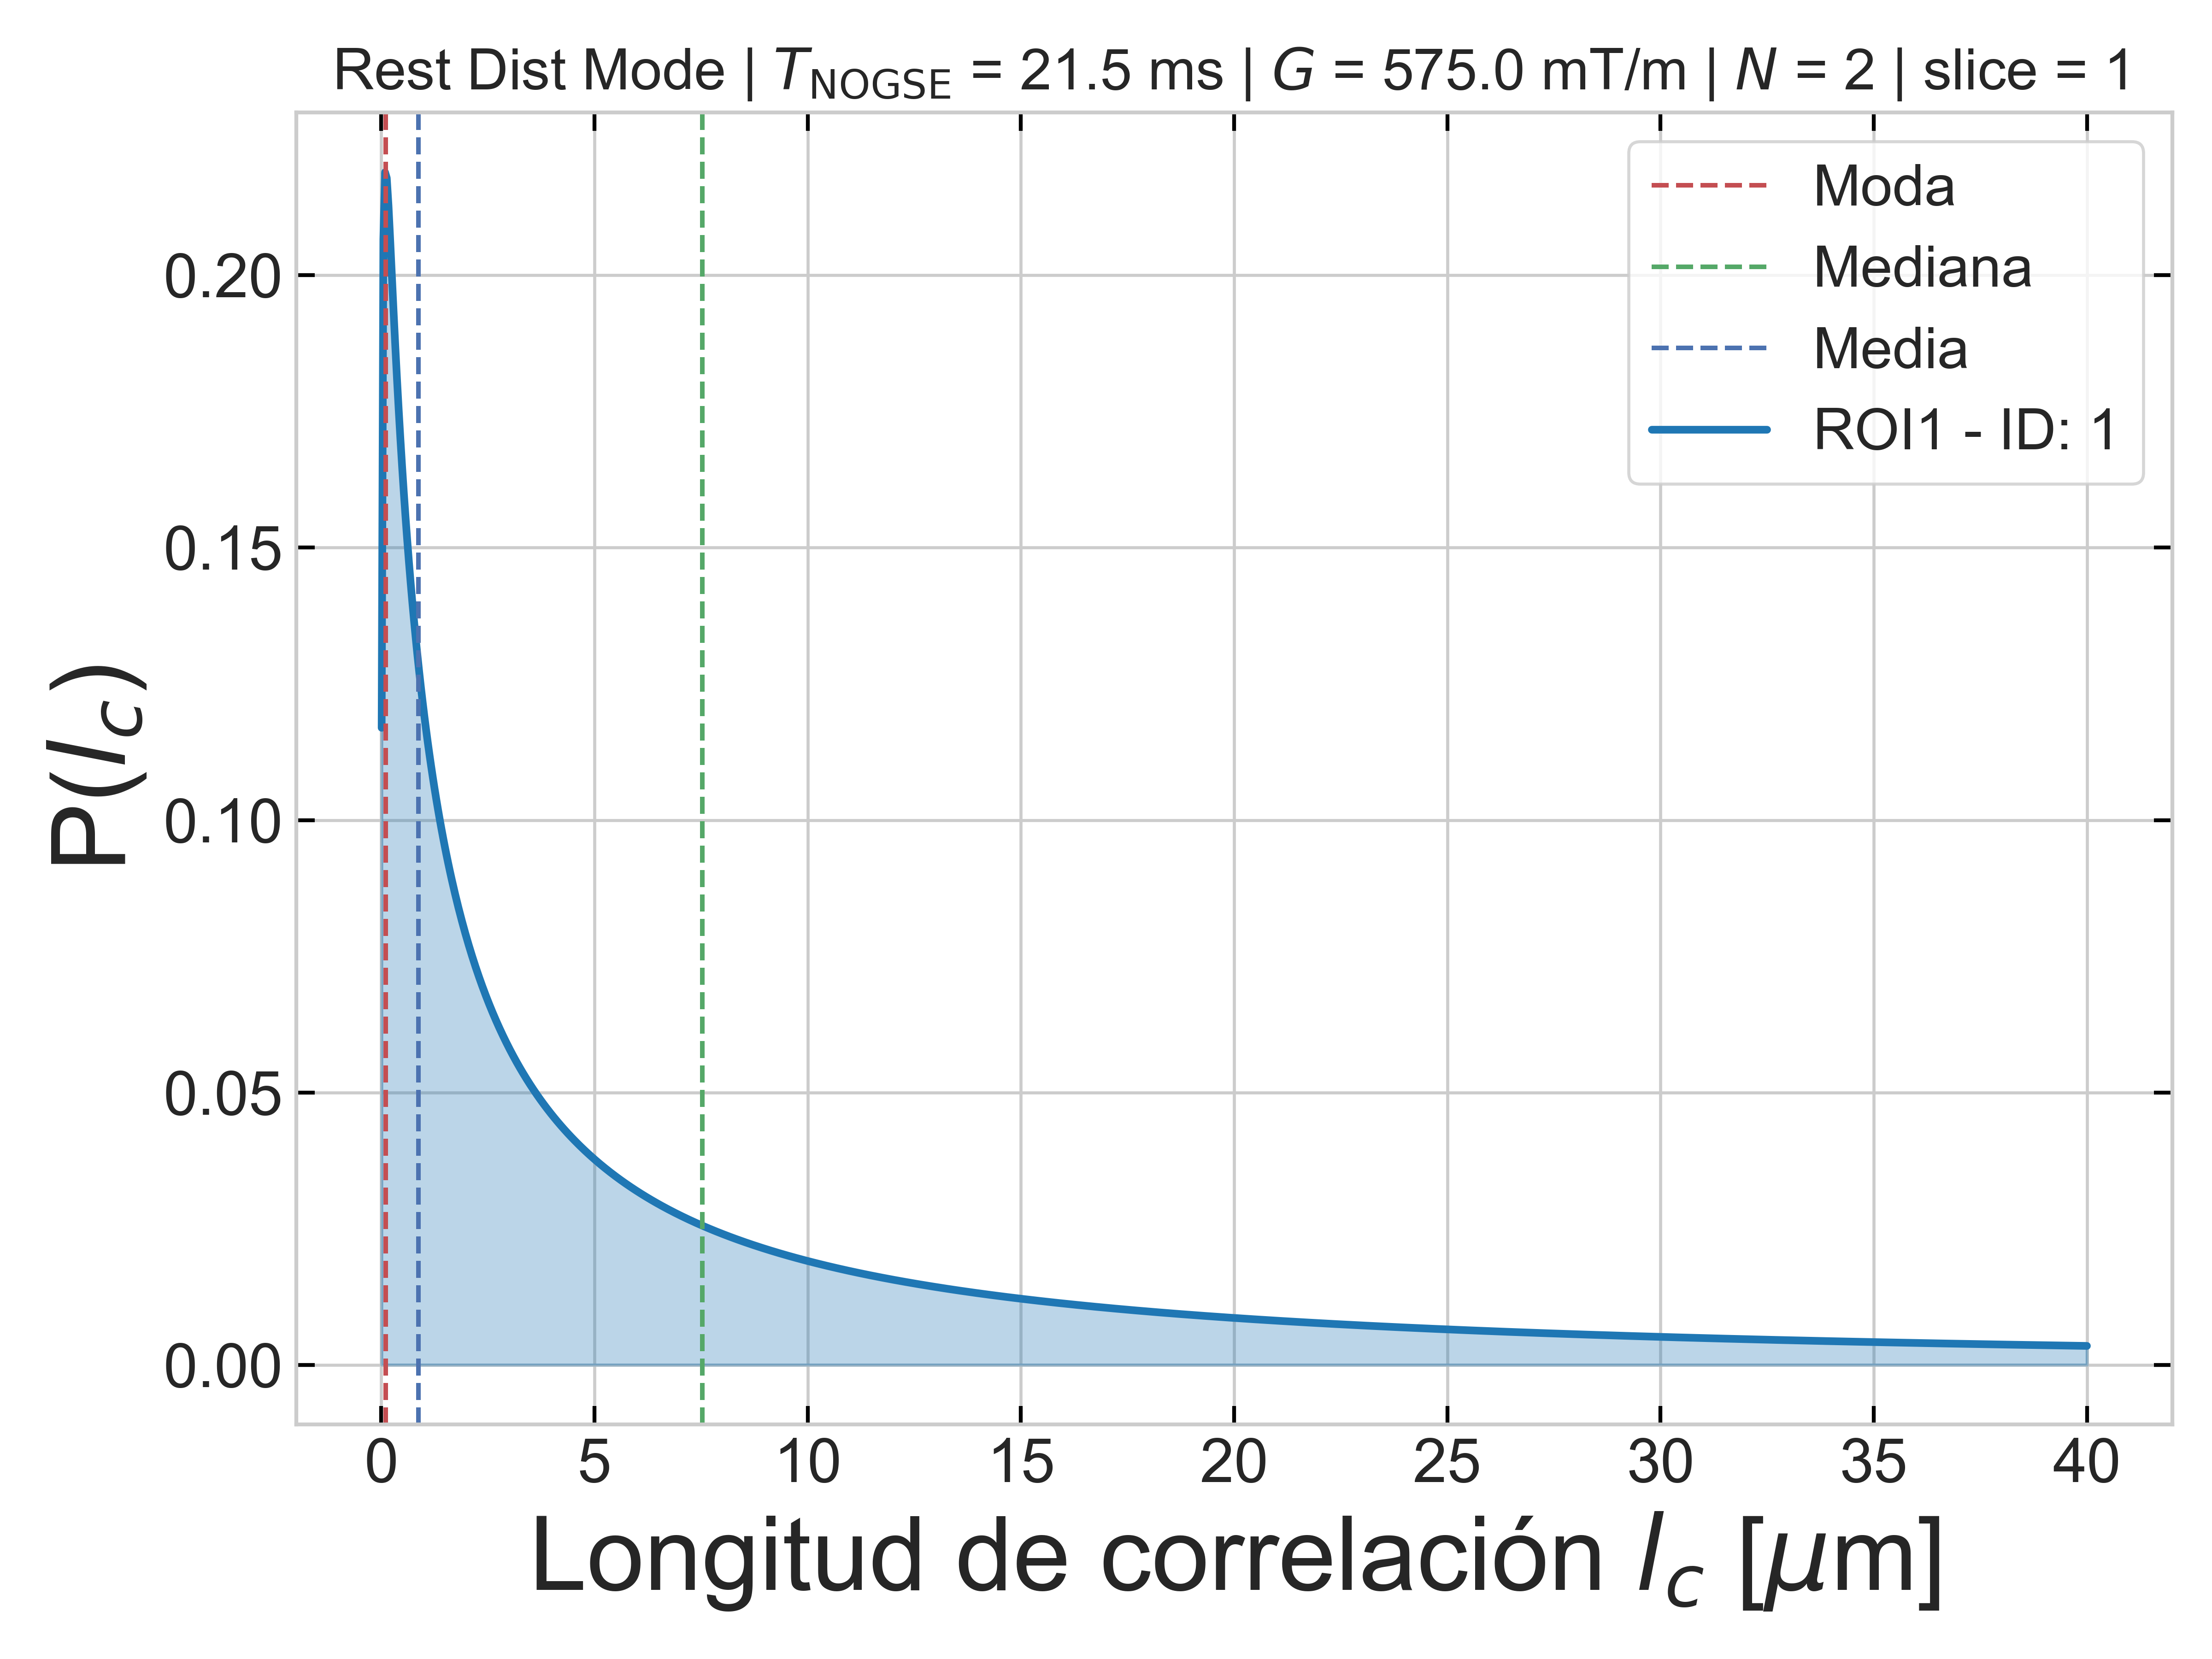 Rest Dist Mode | T_NOGSE = 21.5 ms | G = 575.0 mT/m | N = 2 | slice = 1
Moda
Mediana
Media
ROI1 - ID: 1
P(l_c)
0.20
0.15
0.10
0.05
0.00
0 5 10 15 20 25 30 35 40
Longitud de correlación l_c [μm]